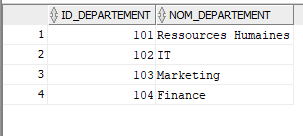 ID_DEPARTEMENT NOM_DEPARTEMENT
1 101 Ressources Humaines
2 102 IT
3 103 Marketing
4 104 Finance